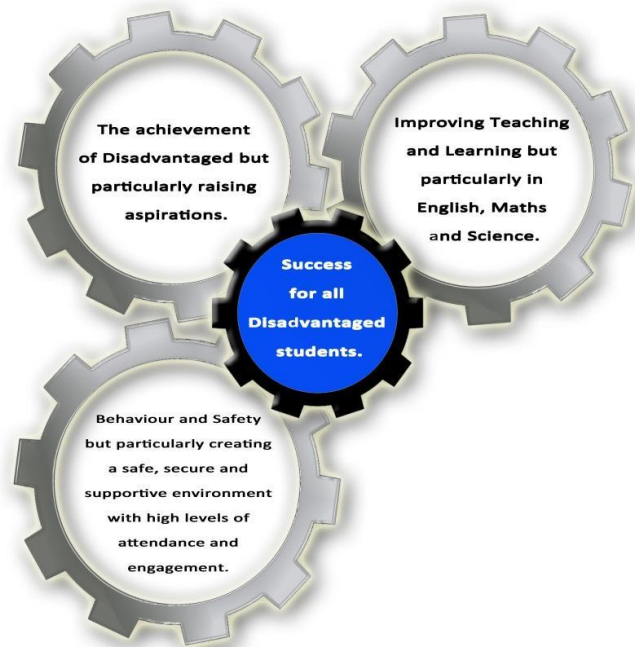 The achievement
of Disadvantaged but
particularly raising
aspirations.
Improving Teaching
and Learning but
particularly in
English, Maths
and Science.
Success
for all
Disadvantaged
students.
Behaviour and Safety
but particularly creating
a safe, secure and
supportive environment
with high levels of
attendance and
engagement.